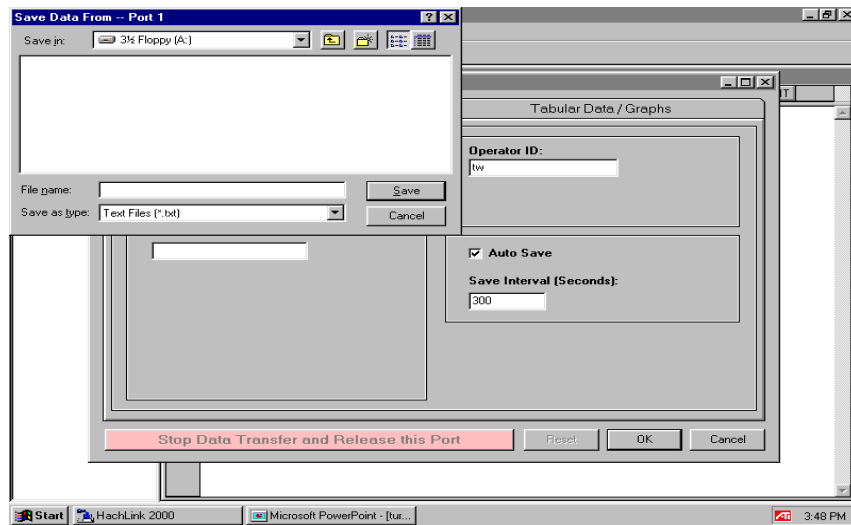 Save Data From -- Port 1
Save in: 3½ Floppy (A:)
File name:
Save
Save as type: Text Files (*.txt)
Cancel
Tabular Data / Graphs
Operator ID:
tw
Auto Save
Save Interval (Seconds):
300
Stop Data Transfer and Release this Port
Reset
OK
Cancel
Start
HachLink 2000
Microsoft PowerPoint - [tur...
ATI
3:48 PM